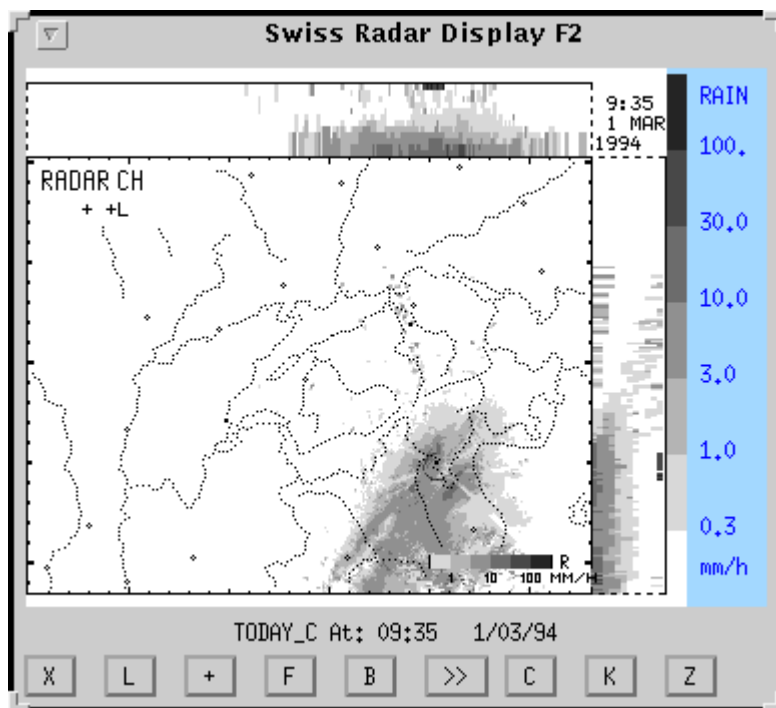 Swiss Radar Display F2
9:35
1 MAR
1994
RADAR CH
+ +L
RAIN
100.
30.0
10.0
3.0
1.0
0.3
mm/h
R
1 10 100 MM/H
TODAY_C At: 09:35 1/03/94
X L + F B >> C K Z